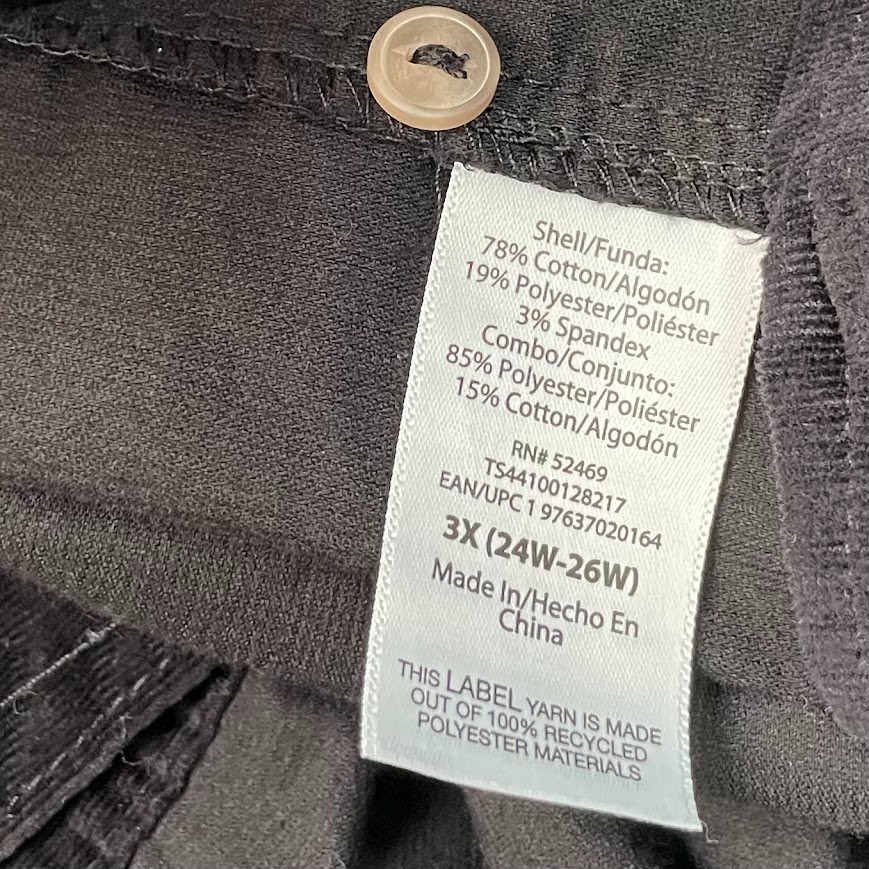 Shell/Funda:
78% Cotton/Algodón
19% Polyester/Poliéster
3% Spandex
Combo/Conjunto:
85% Polyester/Poliéster
15% Cotton/Algodón
RN# 52469
TS44100128217
EAN/UPC 1 97637020164
3X (24W-26W)
Made In/Hecho En
China
THIS LABEL YARN IS MADE
OUT OF 100% RECYCLED
POLYESTER MATERIALS